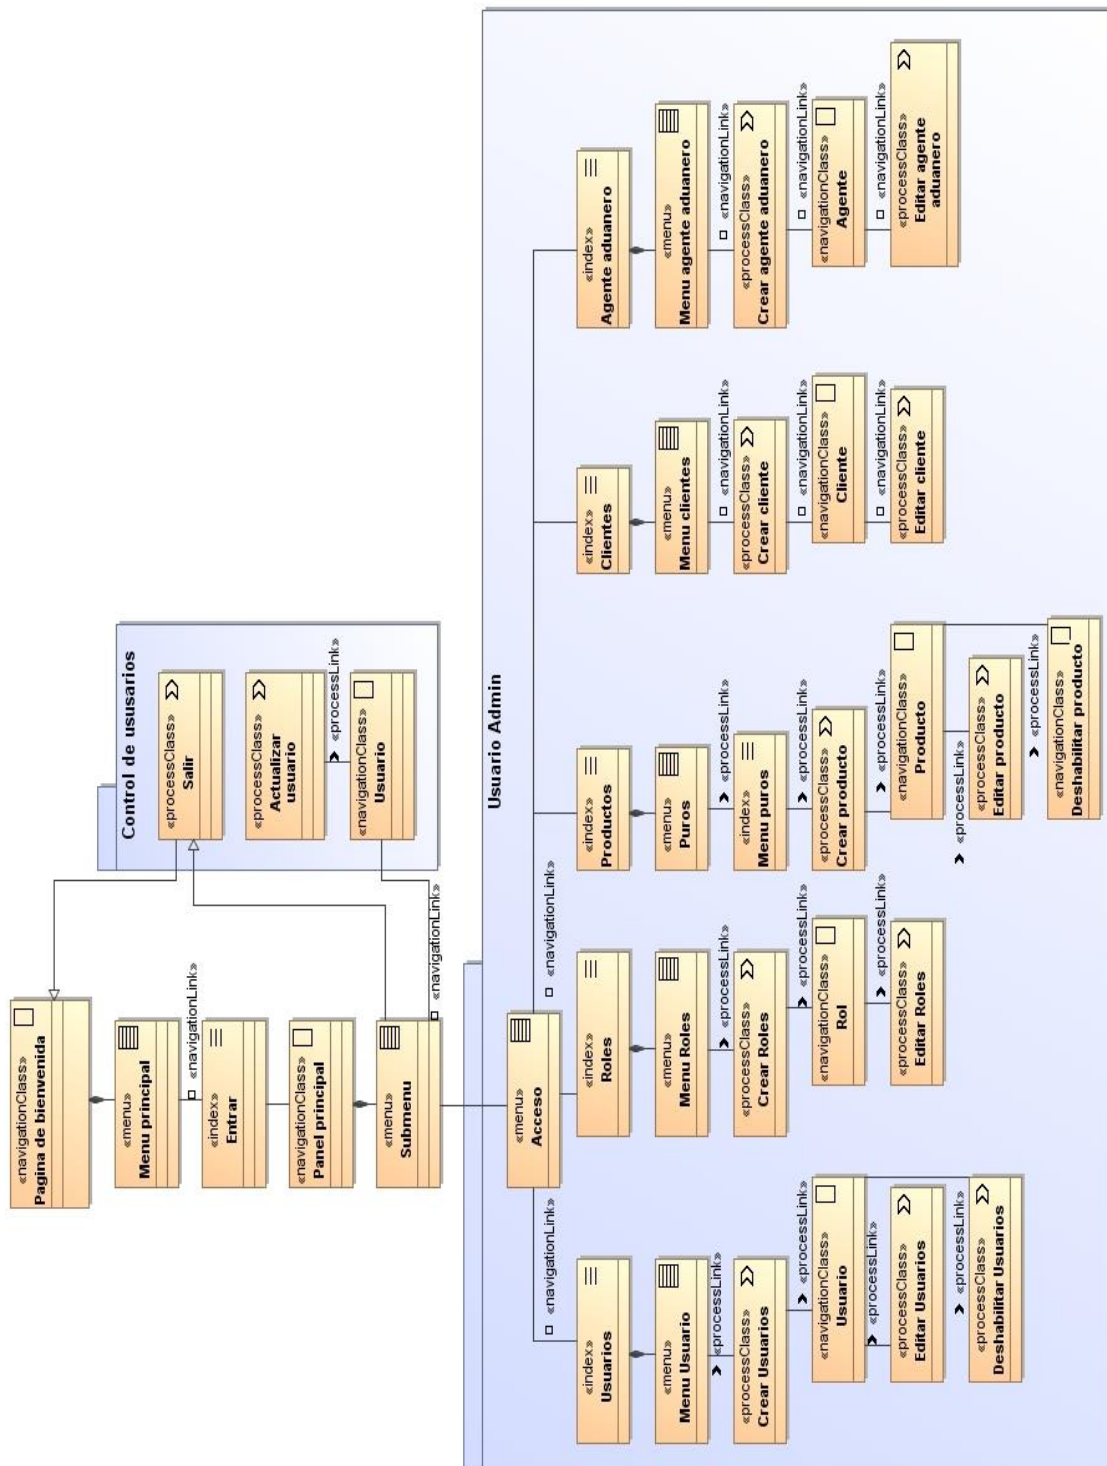 «navigationClass»
Pagina de bienvenida
«menu»
Menu principal
«navigationLink»
«index»
Entrar
«navigationClass»
Panel principal
«menu»
Submenu
«navigationLink»
Control de ususarios
«processClass»
Salir
«processClass»
Actualizar
usuario
«processLink»
«navigationClass»
Usuario
Usuario Admin
«menu»
Acceso
«navigationLink»
«navigationLink»
«index»
Usuarios
«menu»
Menu Usuario
«processLink»
«processClass»
Crear Usuarios
«processLink»
«navigationClass»
Usuario
«processLink»
«processClass»
Editar Usuarios
«processLink»
«processClass»
Deshabilitar Usuarios
«index»
Roles
«menu»
Menu Roles
«processLink»
«processClass»
Crear Roles
«processLink»
«navigationClass»
Rol
«processLink»
«processClass»
Editar Roles
«index»
Productos
«menu»
Puros
«processLink»
«index»
Menu puros
«processLink»
«processClass»
Crear producto
«processLink»
«navigationClass»
Producto
«processLink»
«processClass»
Editar producto
«processLink»
«navigationClass»
Deshabilitar producto
«index»
Clientes
«menu»
Menu clientes
«navigationLink»
«processClass»
Crear cliente
«navigationLink»
«navigationClass»
Cliente
«navigationLink»
«processClass»
Editar cliente
«index»
Agente aduanero
«menu»
Menu agente aduanero
«navigationLink»
«processClass»
Crear agente aduanero
«navigationLink»
«navigationClass»
Agente
«navigationLink»
«processClass»
Editar agente
aduanero